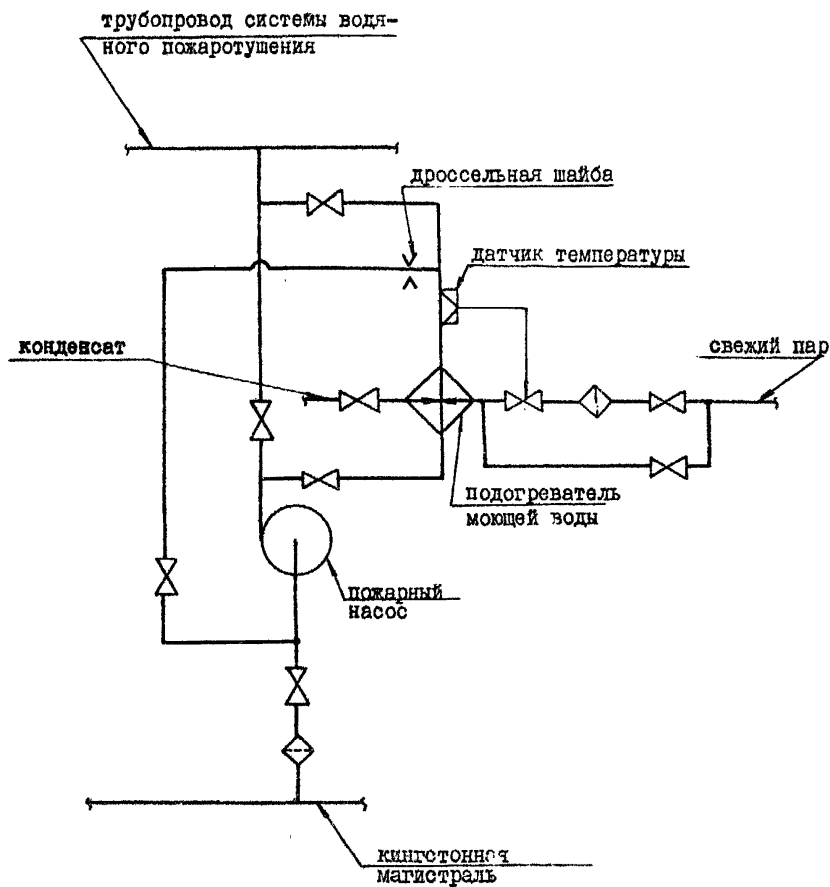 трубопровод системы водя-
ного пожаротушения
дроссельная шайба
датчик температуры
конденсат
свежий пар
подогреватель
моющей воды
пожарный
насос
кингстонная
магистраль